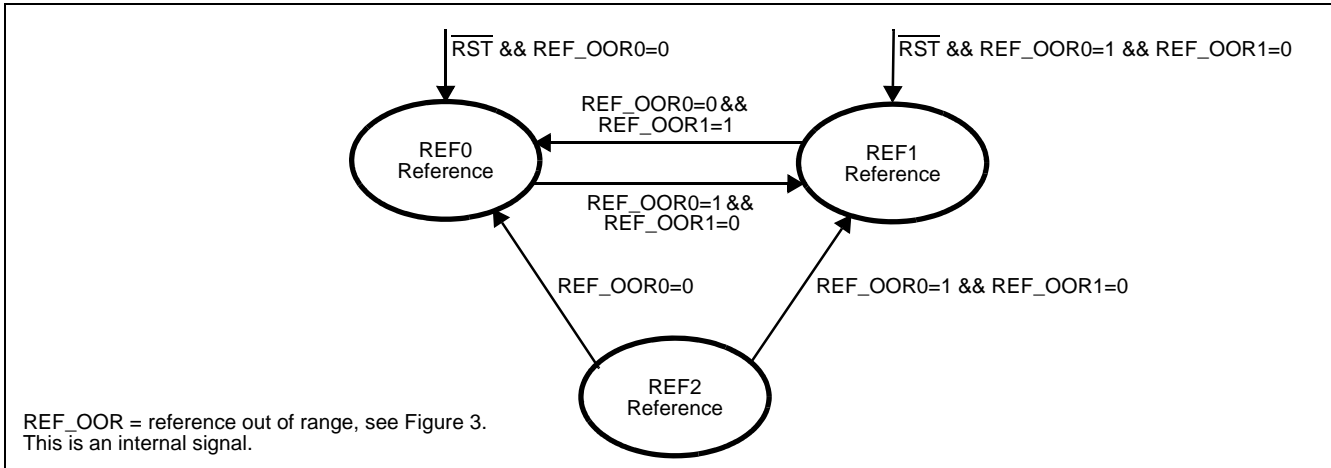 RST && REF_OOR0=0
RST && REF_OOR0=1 && REF_OOR1=0
REF_OOR0=0 &&
REF_OOR1=1
REF0
Reference
REF1
Reference
REF_OOR0=1 &&
REF_OOR1=0
REF_OOR0=0
REF_OOR0=1 && REF_OOR1=0
REF2
Reference
REF_OOR = reference out of range, see Figure 3.
This is an internal signal.